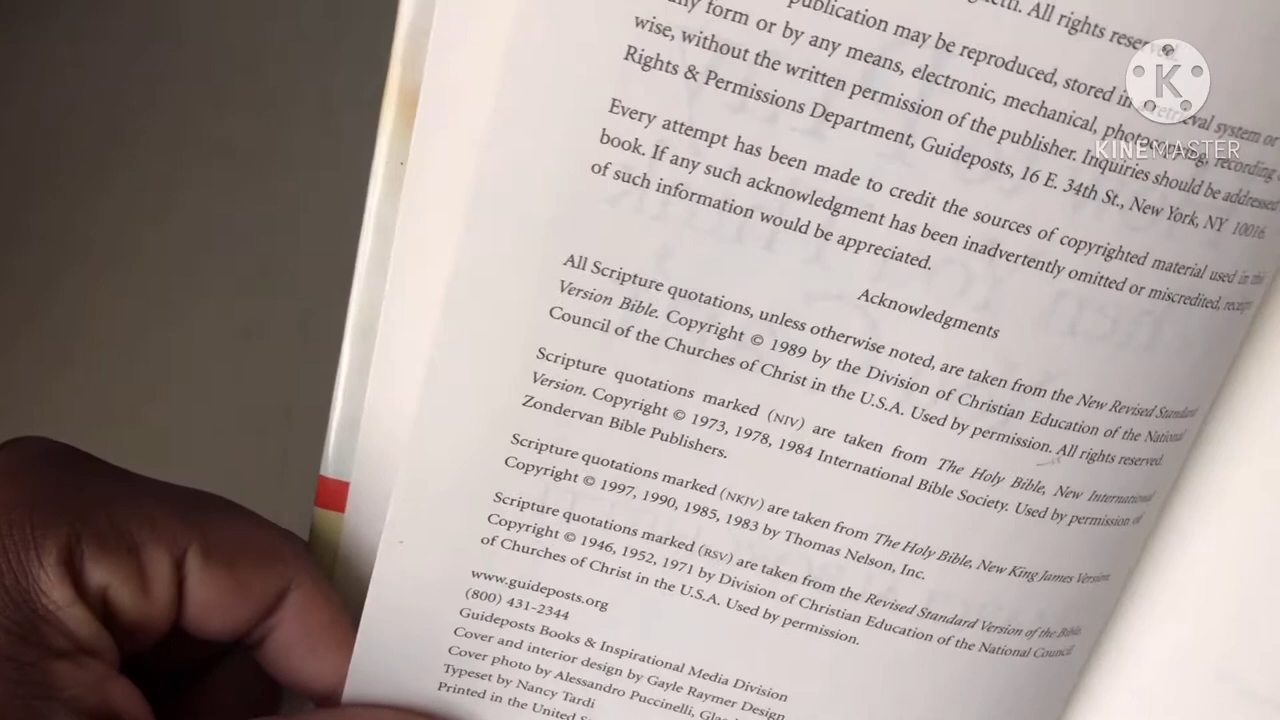 All rights reserved.
publication may be reproduced, stored in a retrieval system or
any form or by any means, electronic, mechanical, photocopying, recording
wise, without the written permission of the publisher. Inquiries should be addressed
Rights & Permissions Department, Guideposts, 16 E. 34th St., New York, NY 10016.
Every attempt has been made to credit the sources of copyrighted material used in this
book. If any such acknowledgment has been inadvertently omitted or miscredited, receipt
of such information would be appreciated.
Acknowledgments
All Scripture quotations, unless otherwise noted, are taken from the New Revised Standard
Version Bible. Copyright © 1989 by the Division of Christian Education of the National
Council of the Churches of Christ in the U.S.A. Used by permission. All rights reserved.
Scripture quotations marked (NIV) are taken from The Holy Bible, New International
Version. Copyright © 1973, 1978, 1984 International Bible Society. Used by permission of
Zondervan Bible Publishers.
Scripture quotations marked (NKJV) are taken from The Holy Bible, New King James Version.
Copyright © 1997, 1990, 1985, 1983 by Thomas Nelson, Inc.
Scripture quotations marked (RSV) are taken from the Revised Standard Version of the Bible.
Copyright © 1946, 1952, 1971 by Division of Christian Education of the National Council
of Churches of Christ in the U.S.A. Used by permission.
www.guideposts.org
(800) 431-2344
Guideposts Books & Inspirational Media Division
Cover and interior design by Gayle Raymer Design
Cover photo by Alessandro Puccinelli,
Typeset by Nancy Tardi
Printed in the United
K
KINEMASTER